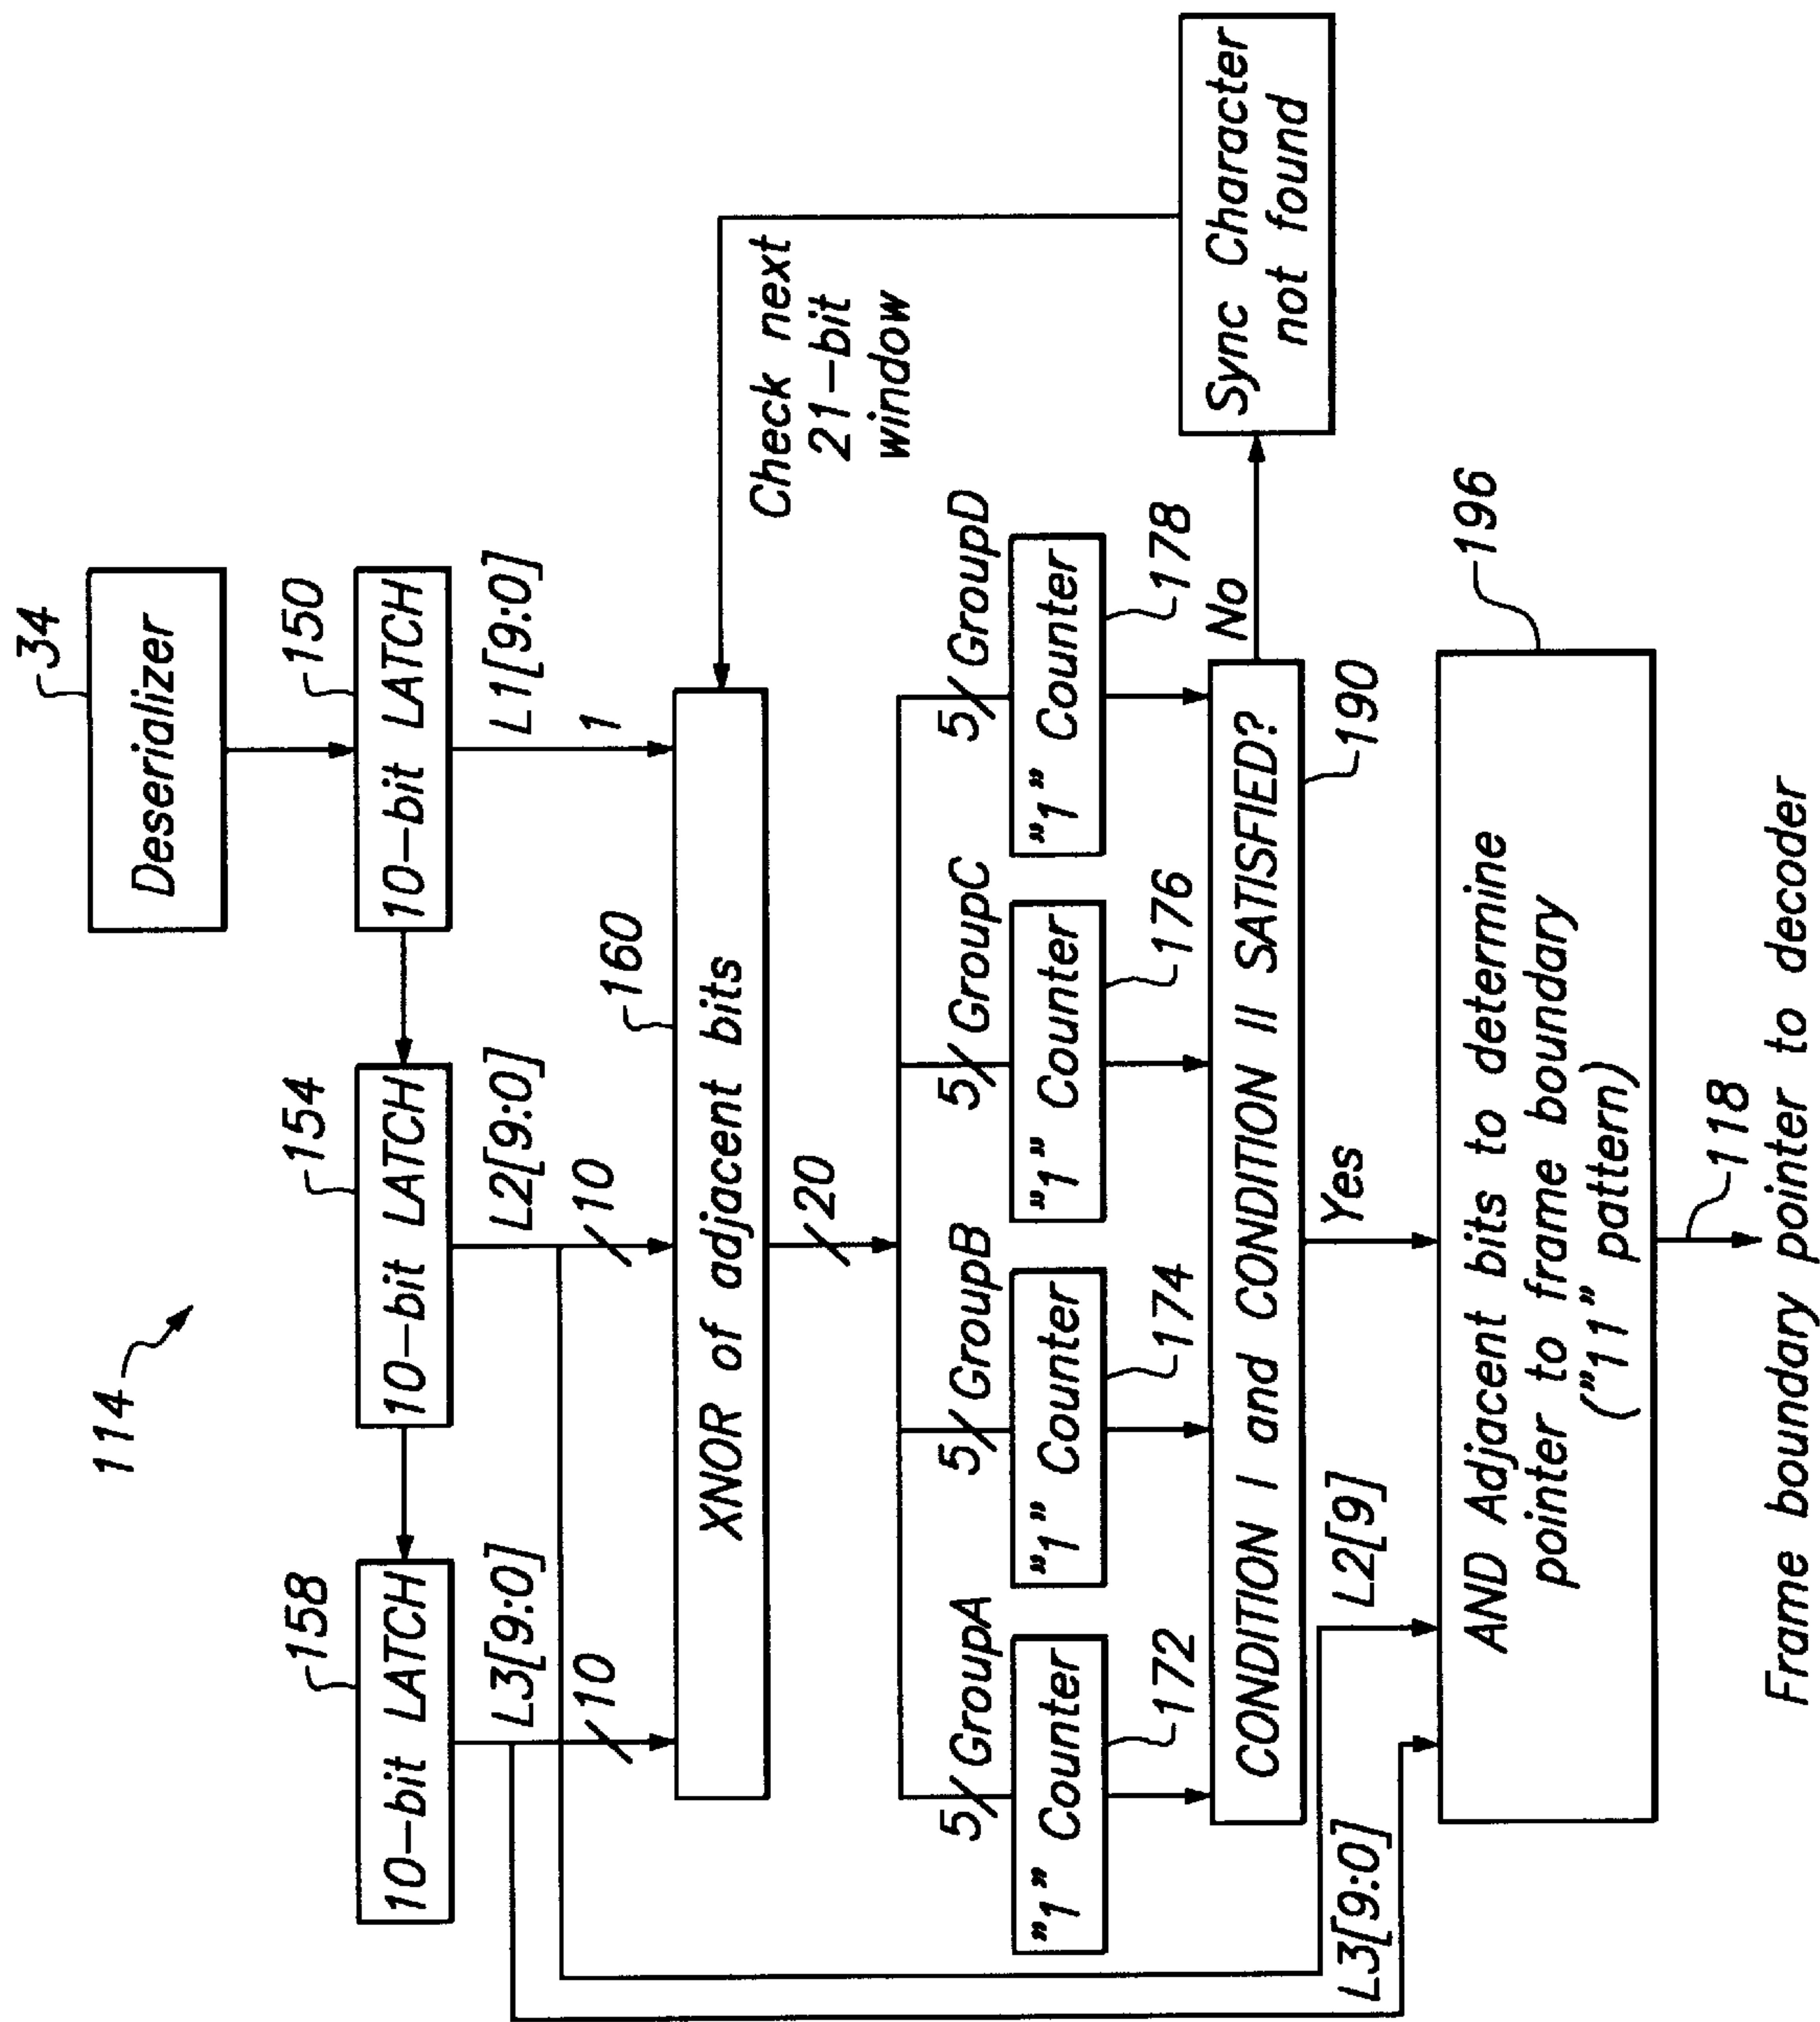 114
34
Deserializer
158
154
150
10-bit LATCH
10-bit LATCH
10-bit LATCH
L3[9:0]
L2[9:0]
L1[9:0]
10
10
1
160
XNOR of adjacent bits
Check next
21-bit
window
20
5 GroupA
5 GroupB
5 GroupC
5 GroupD
"1" Counter
"1" Counter
"1" Counter
"1" Counter
172
174
176
178
CONDITION I and CONDITION II SATISFIED?
No
Sync Character
not found
190
L3[9:0]
L2[9]
Yes
196
AND Adjacent bits to determine
pointer to frame boundary
("11" pattern)
118
Frame boundary pointer to decoder